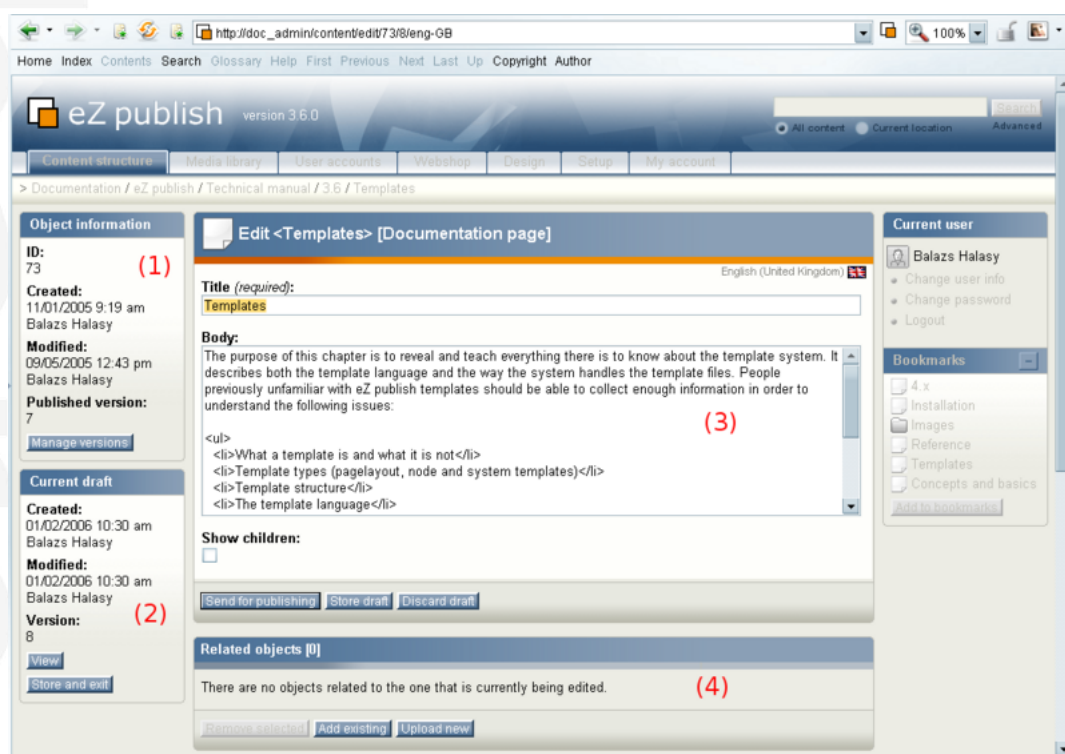 http://doc_admin/content/edit/73/8/eng-GB
100%
Home Index Contents Search Glossary Help First Previous Next Last Up Copyright Author
eZ publish version 3.6.0
Search
All content Current location Advanced
Content structure Media library User accounts Webshop Design Setup My account
> Documentation / eZ publish / Technical manual / 3.6 / Templates
Object information
ID:
73
(1)
Created:
11/01/2005 9:19 am
Balazs Halasy
Modified:
09/05/2005 12:43 pm
Balazs Halasy
Published version:
7
Manage versions
Current draft
Created:
01/02/2006 10:30 am
Balazs Halasy
Modified:
01/02/2006 10:30 am
Balazs Halasy
(2)
Version:
8
View
Store and exit
Edit <Templates> [Documentation page]
English (United Kingdom)
Title (required):
Templates
Body:
The purpose of this chapter is to reveal and teach everything there is to know about the template system. It
describes both the template language and the way the system handles the template files. People
previously unfamiliar with eZ publish templates should be able to collect enough information in order to
understand the following issues:
(3)
<ul>
<li>What a template is and what it is not</li>
<li>Template types (pagelayout, node and system templates)</li>
<li>Template structure</li>
<li>The template language</li>
Show children:
Send for publishing Store draft Discard draft
Related objects [0]
There are no objects related to the one that is currently being edited.
(4)
Remove selected Add existing Upload new
Current user
Balazs Halasy
Change user info
Change password
Logout
Bookmarks
4.x
Installation
Images
Reference
Templates
Concepts and basics
Add to bookmarks